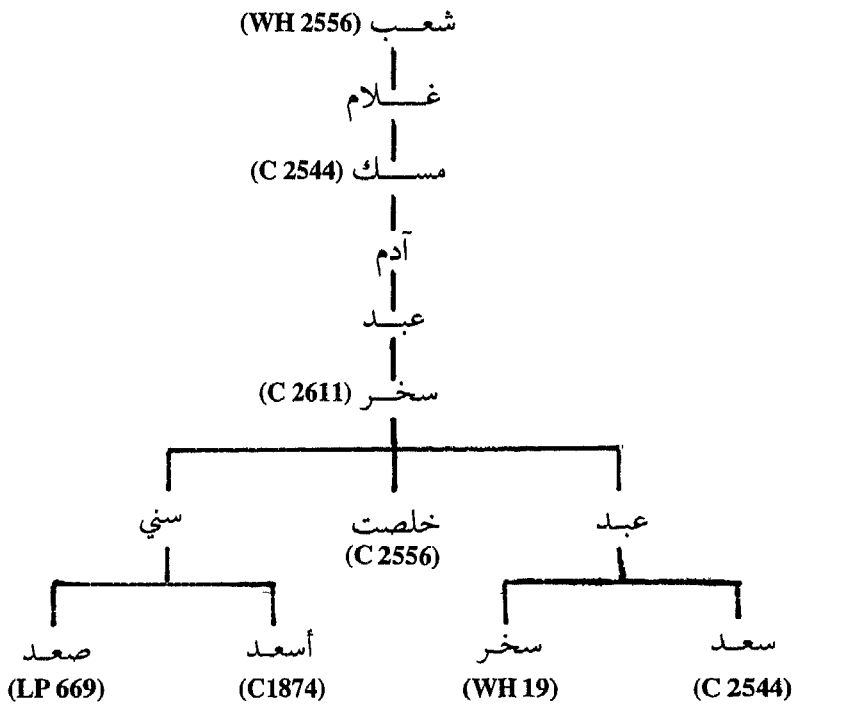 شعب (WH 2556)
غلام
مسك (C 2544)
آدم
عبد
سخر (C 2611)
عبد
خلصت
سني
(C 2556)
سعد
سخر
أسعد
صعد
(C 2544)
(WH 19)
(C1874)
(LP 669)